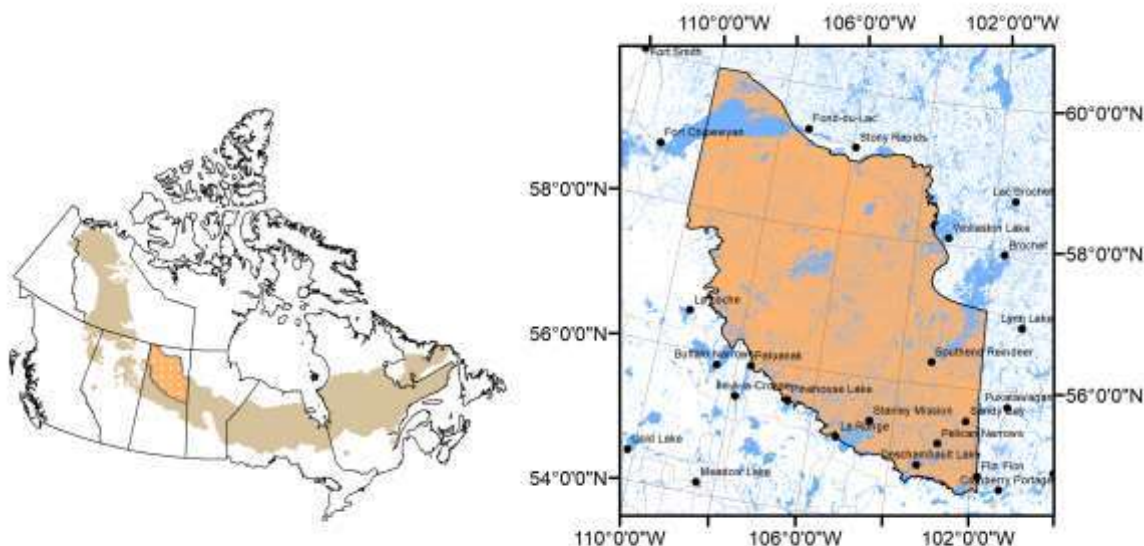 110°0'0"W 106°0'0"W 102°0'0"W
Fort Smith
60°0'0"N
Fond-du-Lac
Fort Chipewyan
Stony Rapids
58°0'0"N
Lac Brochet
Wollaston Lake
Brochet
58°0'0"N
La Loche
Lynn Lake
56°0'0"N
Buffalo Narrows
Patuanak
Southend Reindeer
Pinehouse Lake
Pukatawagan
56°0'0"N
Stanley Mission
Sandy Bay
La Ronge
Pelican Narrows
Cold Lake
Deschambault Lake
Flin Flon
Meadow Lake
Cranberry Portage
54°0'0"N
110°0'0"W 106°0'0"W 102°0'0"W